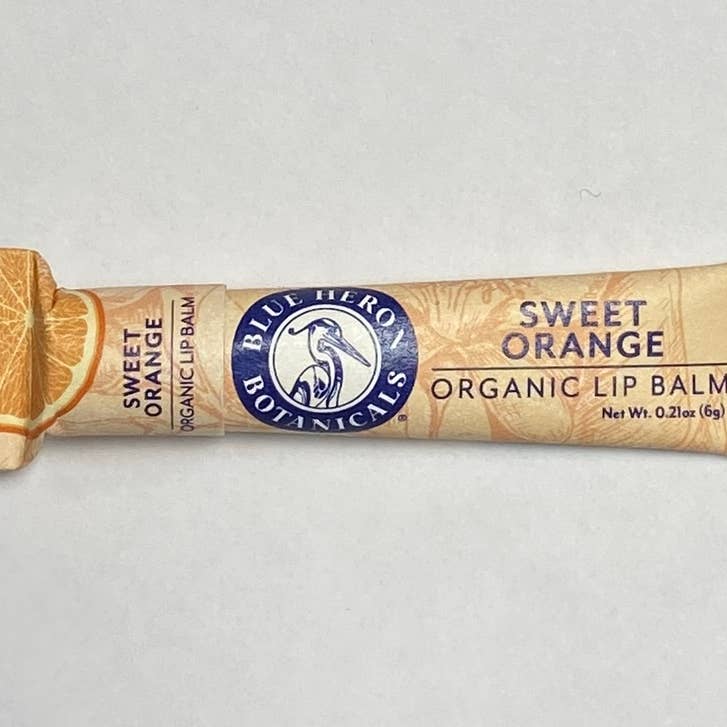 SWEET
ORANGE
ORGANIC LIP BALM
BLUE HERON
BOTANICALS
®
SWEET
ORANGE
ORGANIC LIP BALM
Net Wt. 0.21oz (6g)